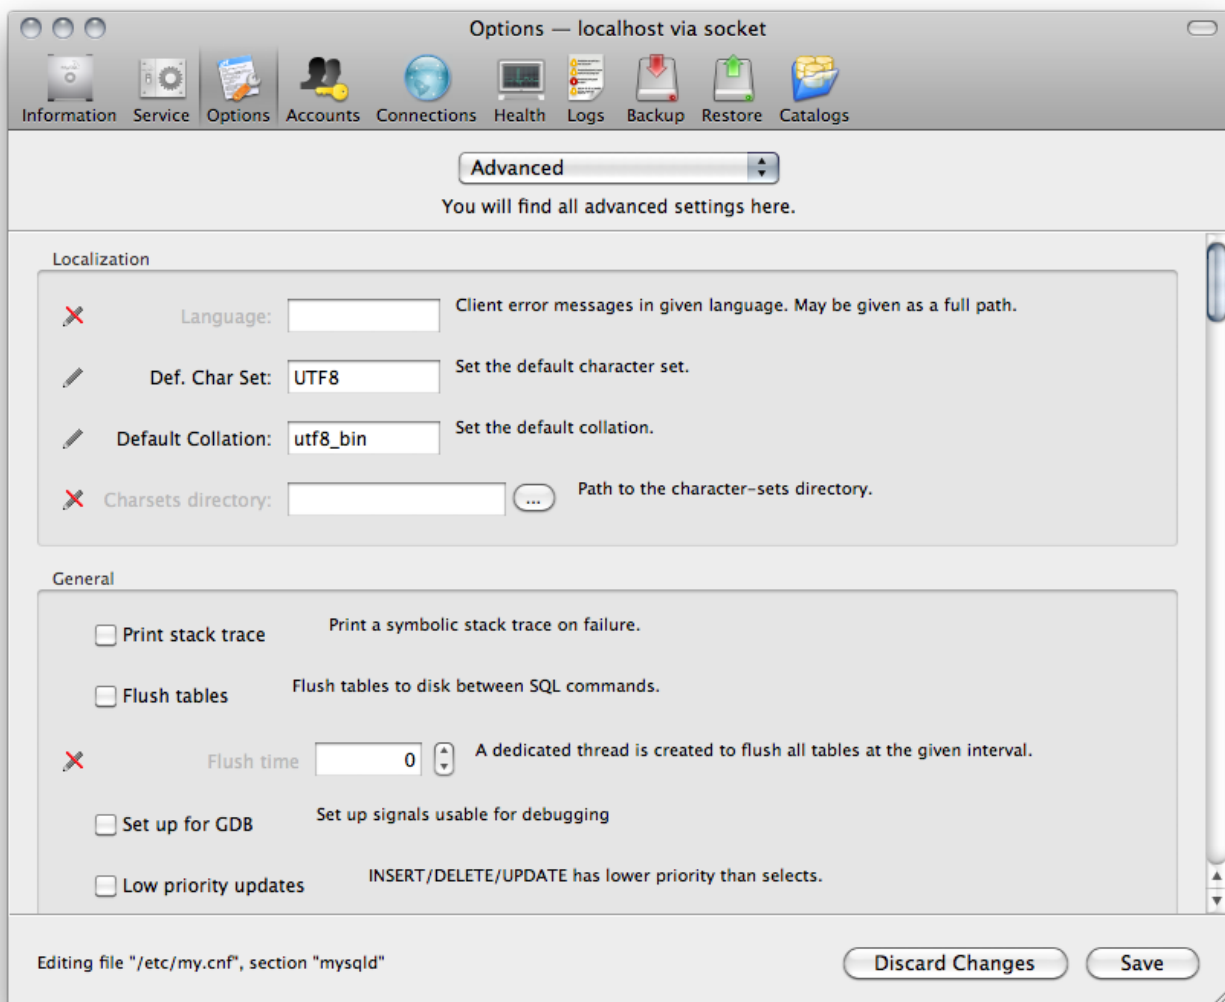 Options — localhost via socket
Information Service Options Accounts Connections Health Logs Backup Restore Catalogs
Advanced
You will find all advanced settings here.
Localization
Language: Client error messages in given language. May be given as a full path.
Def. Char Set: UTF8 Set the default character set.
Default Collation: utf8_bin Set the default collation.
Charsets directory: ... Path to the character-sets directory.
General
Print stack trace Print a symbolic stack trace on failure.
Flush tables Flush tables to disk between SQL commands.
Flush time 0 A dedicated thread is created to flush all tables at the given interval.
Set up for GDB Set up signals usable for debugging
Low priority updates INSERT/DELETE/UPDATE has lower priority than selects.
Editing file "/etc/my.cnf", section "mysqld" Discard Changes Save